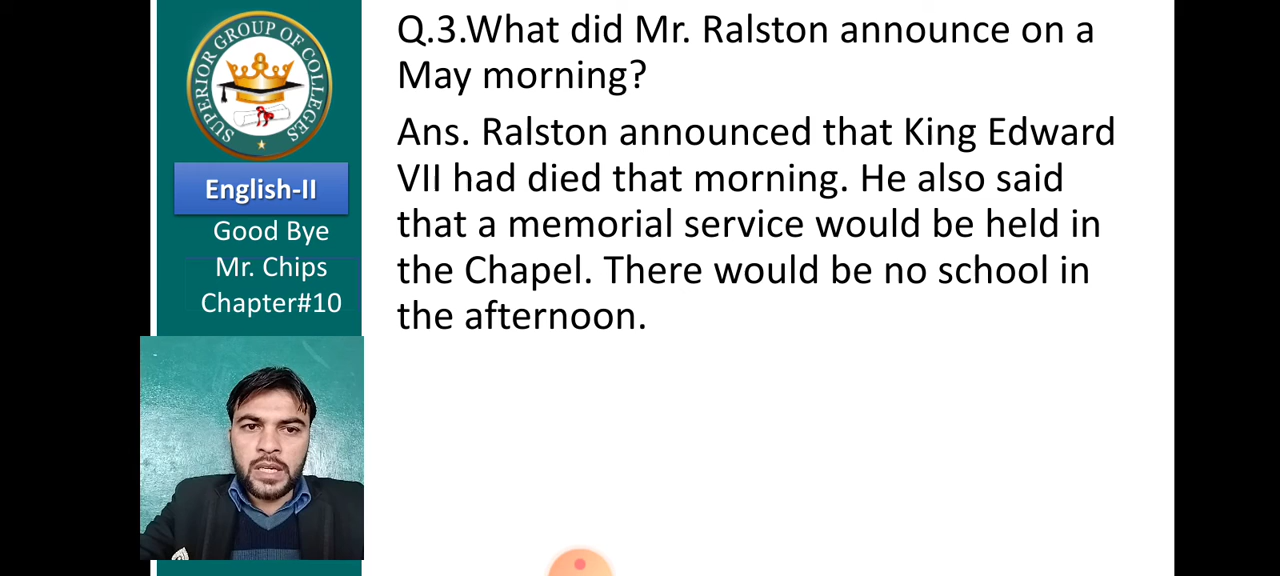 SUPERIOR GROUP OF COLLEGES
English-II
Good Bye
Mr. Chips
Chapter#10
Q.3.What did Mr. Ralston announce on a
May morning?
Ans. Ralston announced that King Edward
VII had died that morning. He also said
that a memorial service would be held in
the Chapel. There would be no school in
the afternoon.